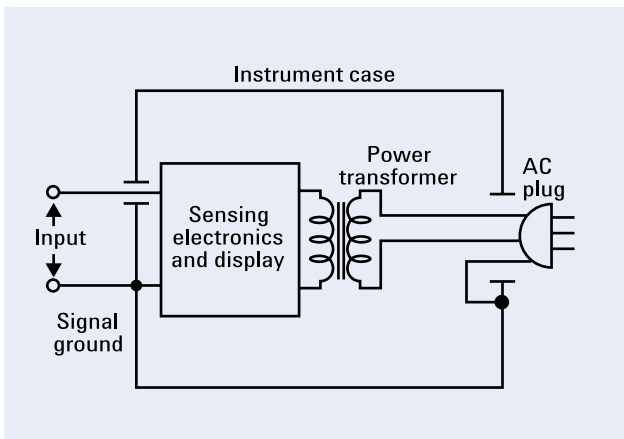 Instrument case
Power
transformer
AC
plug
Sensing
electronics
and display
Input
Signal
ground